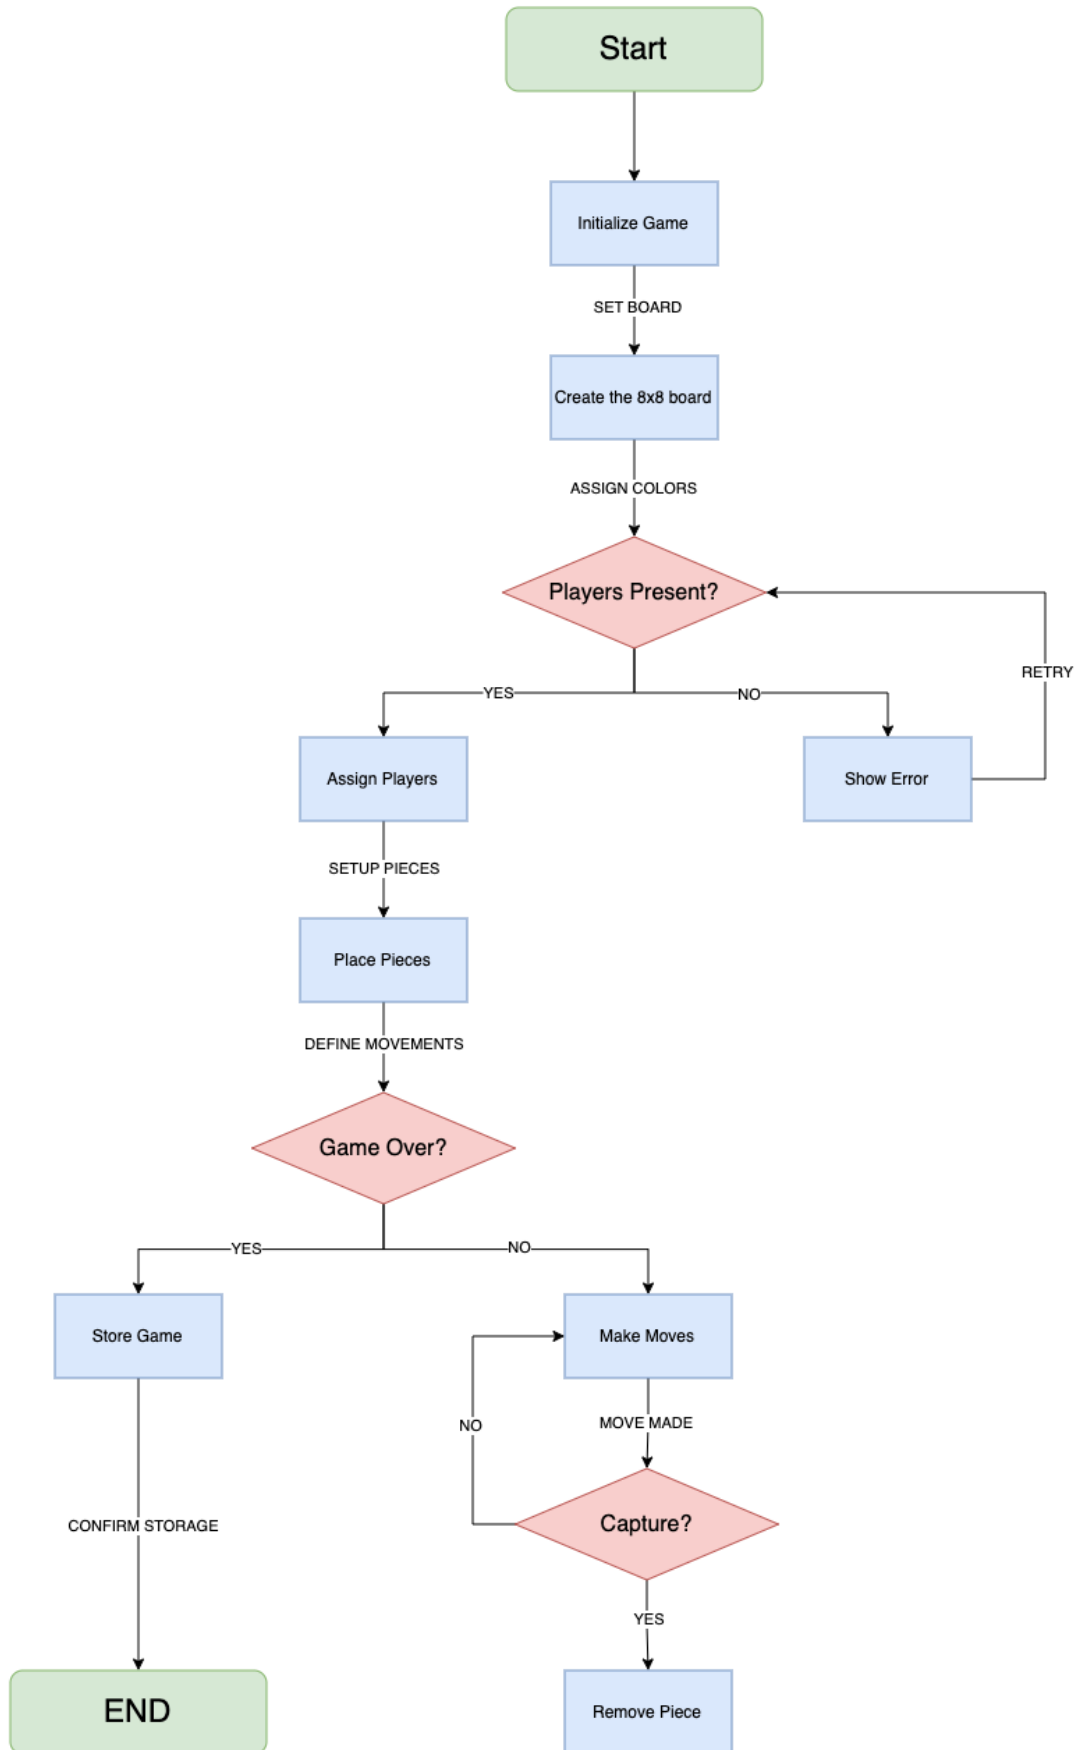 Start
Initialize Game
SET BOARD
Create the 8x8 board
ASSIGN COLORS
Players Present?
RETRY
YES
NO
Assign Players
Show Error
SETUP PIECES
Place Pieces
DEFINE MOVEMENTS
Game Over?
YES
NO
Store Game
Make Moves
NO
MOVE MADE
CONFIRM STORAGE
Capture?
YES
END
Remove Piece